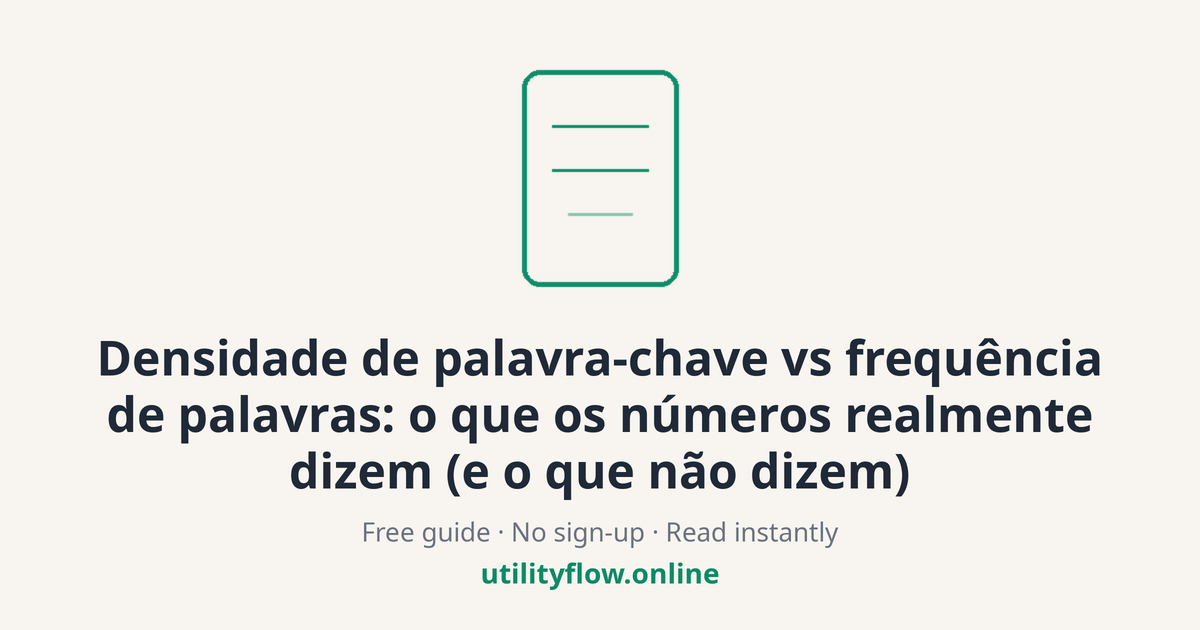 Densidade de palavra-chave vs frequência
de palavras: o que os números realmente
dizem (e o que não dizem)
Free guide · No sign-up · Read instantly
utilityflow.online